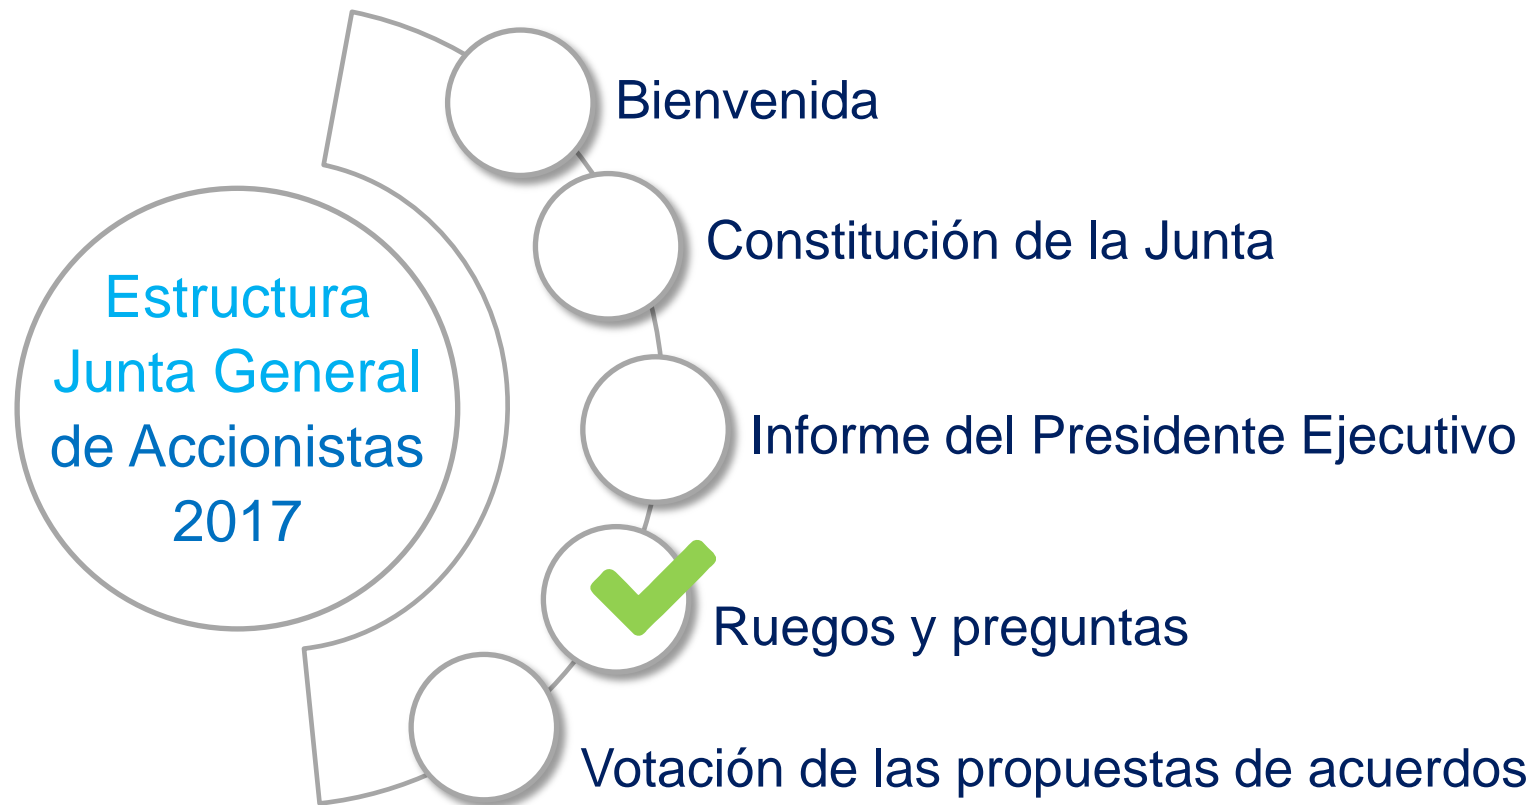 Estructura
Junta General
de Accionistas
2017
Bienvenida
Constitución de la Junta
Informe del Presidente Ejecutivo
Ruegos y preguntas
Votación de las propuestas de acuerdos